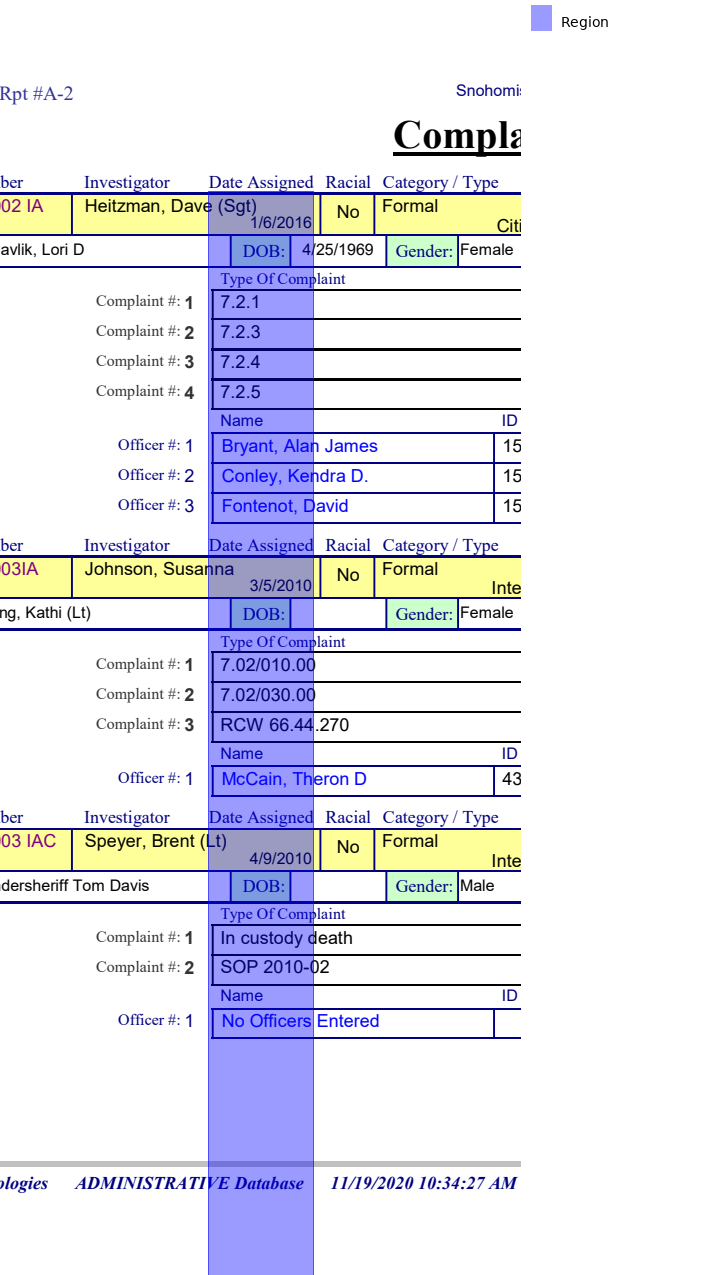 Region
Rpt #A-2 Snohomis
Compla
ber Investigator Date Assigned Racial Category / Type
002 IA Heitzman, Dave (Sgt) 1/6/2016 No Formal Citi
avlik, Lori D DOB: 4/25/1969 Gender: Female
Type Of Complaint
Complaint #: 1 7.2.1
Complaint #: 2 7.2.3
Complaint #: 3 7.2.4
Complaint #: 4 7.2.5
Name ID
Officer #: 1 Bryant, Alan James 15
Officer #: 2 Conley, Kendra D. 15
Officer #: 3 Fontenot, David 15
ber Investigator Date Assigned Racial Category / Type
003IA Johnson, Susanna 3/5/2010 No Formal Inte
ng, Kathi (Lt) DOB: Gender: Female
Type Of Complaint
Complaint #: 1 7.02/010.00
Complaint #: 2 7.02/030.00
Complaint #: 3 RCW 66.44.270
Name ID
Officer #: 1 McCain, Theron D 43
ber Investigator Date Assigned Racial Category / Type
003 IAC Speyer, Brent (Lt) 4/9/2010 No Formal Inte
ndersheriff Tom Davis DOB: Gender: Male
Type Of Complaint
Complaint #: 1 In custody death
Complaint #: 2 SOP 2010-02
Name ID
Officer #: 1 No Officers Entered
ologies ADMINISTRATIVE Database 11/19/2020 10:34:27 AM